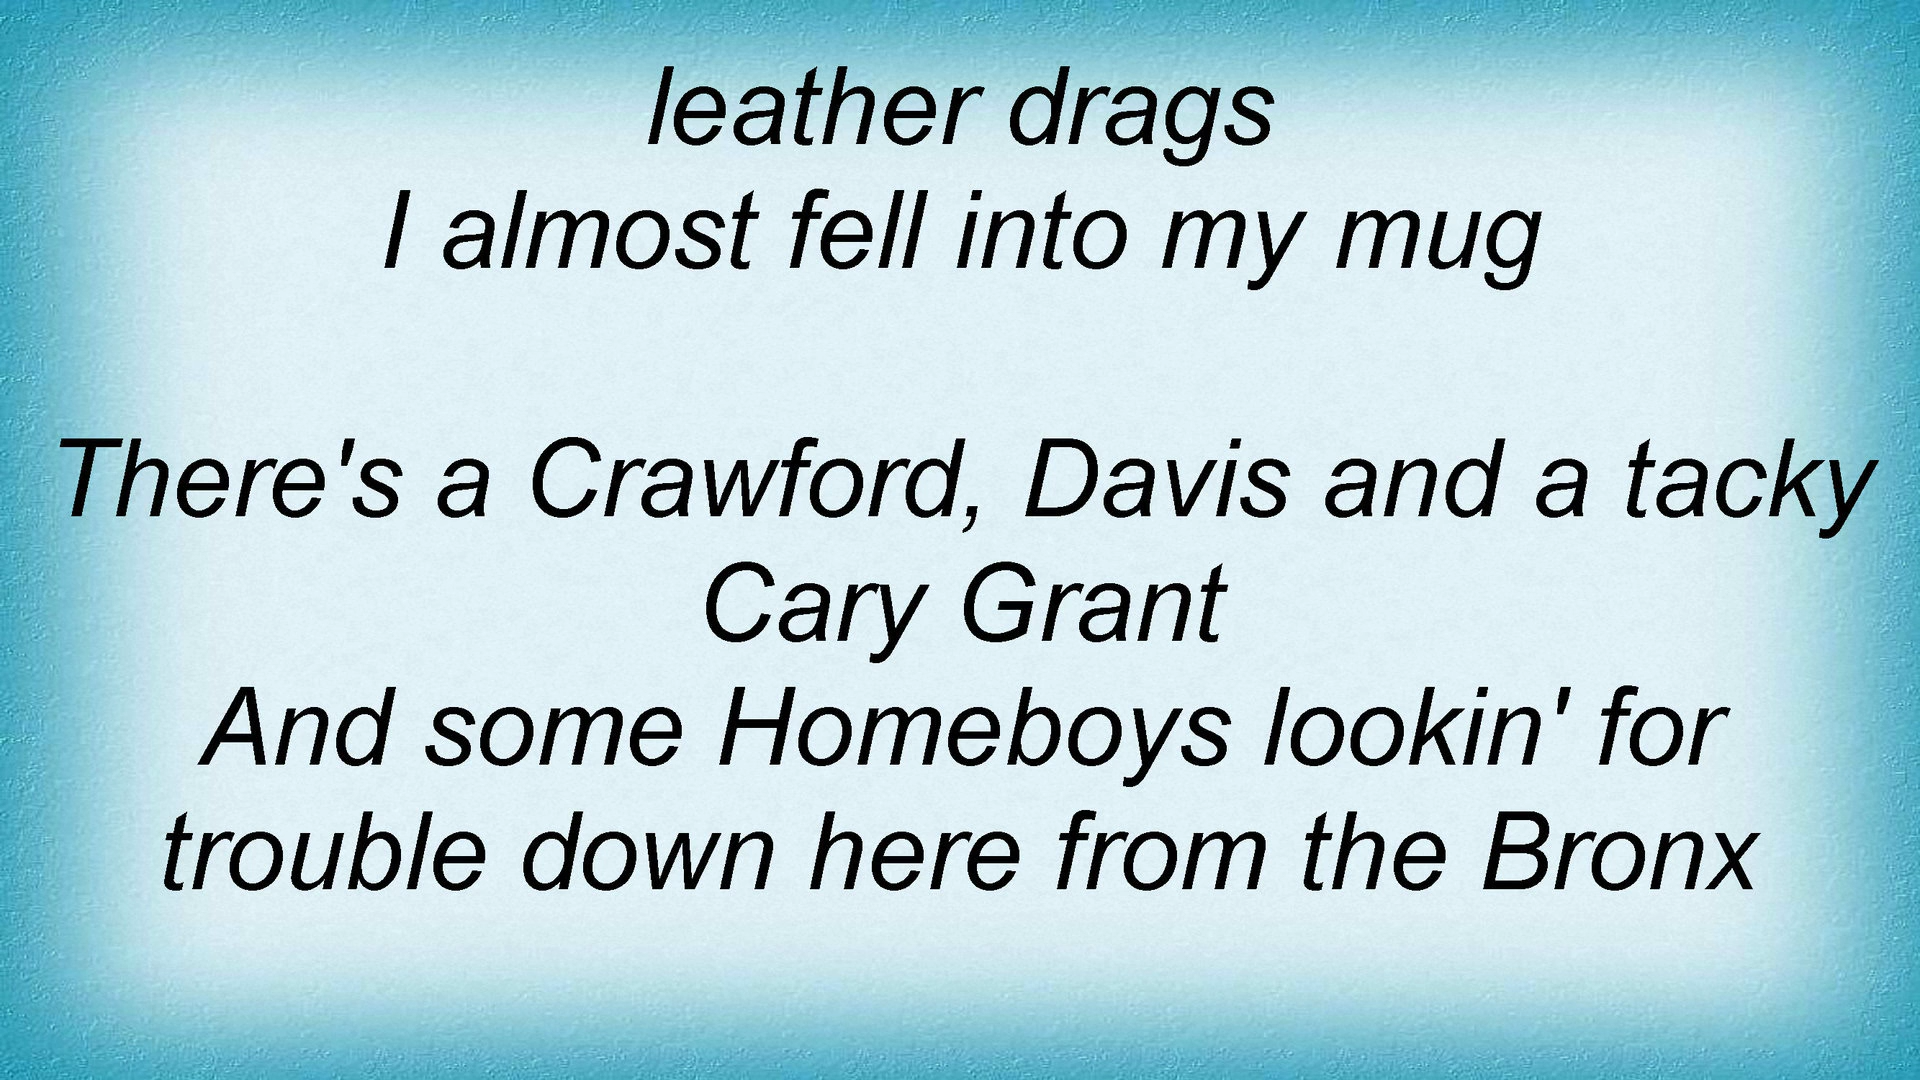 leather drags
I almost fell into my mug
There's a Crawford, Davis and a tacky
Cary Grant
And some Homeboys lookin' for
trouble down here from the Bronx